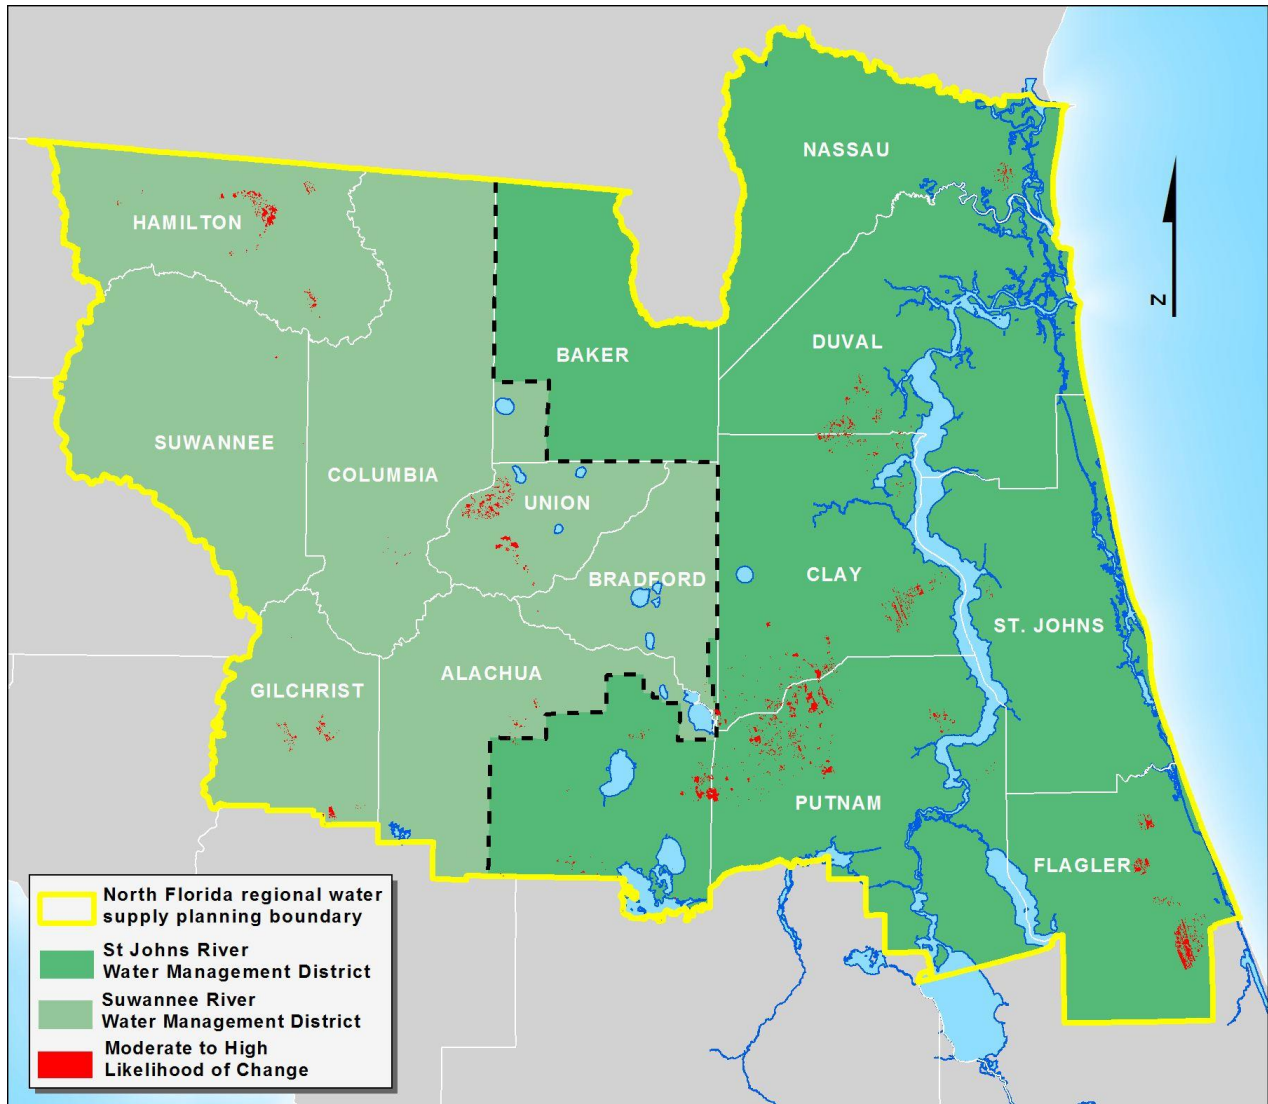 NASSAU
HAMILTON
DUVAL
BAKER
SUWANNEE
COLUMBIA
UNION
BRADFORD
CLAY
ST. JOHNS
ALACHUA
GILCHRIST
PUTNAM
FLAGLER
N
North Florida regional water
supply planning boundary
St Johns River
Water Management District
Suwannee River
Water Management District
Moderate to High
Likelihood of Change